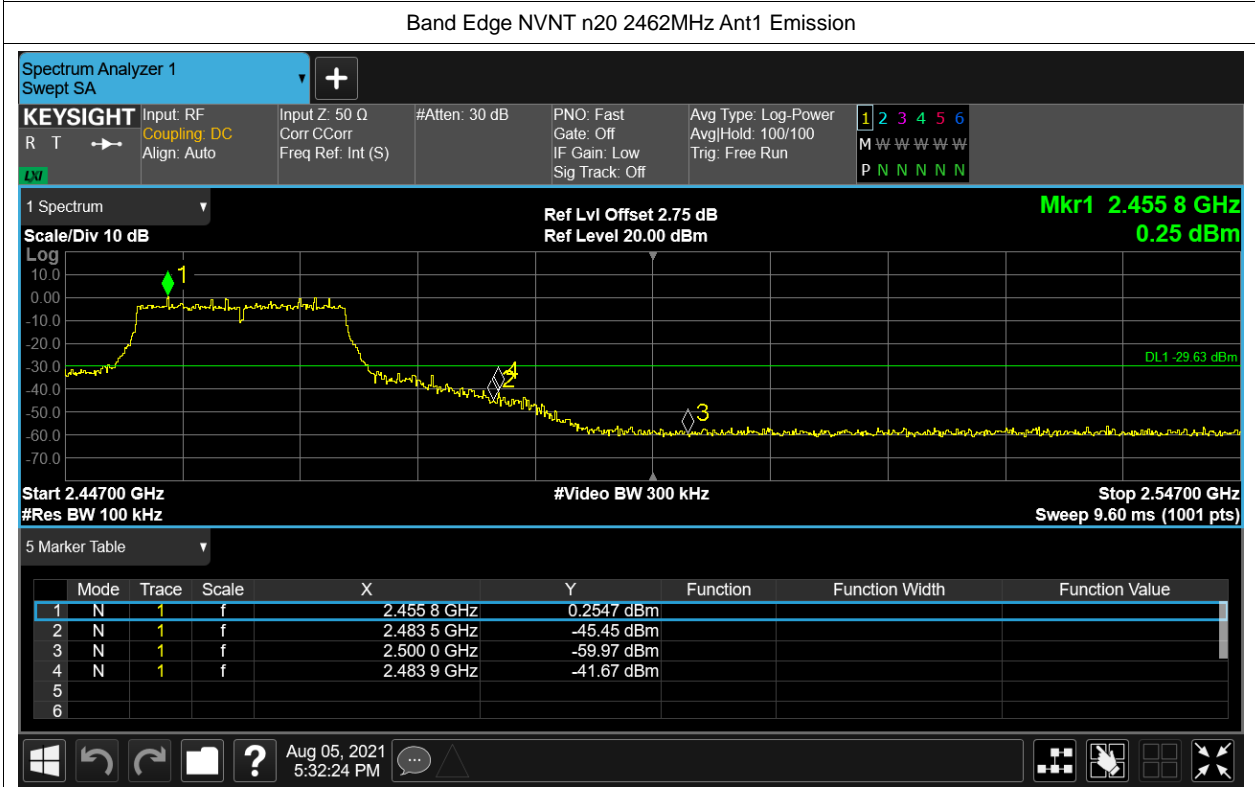 Band Edge NVNT n20 2462MHz Ant1 Emission
Spectrum Analyzer 1
Swept SA
+
KEYSIGHT
R T
LXI
Input: RF
Coupling: DC
Align: Auto
Input Z: 50 Ω
Corr CCorr
Freq Ref: Int (S)
#Atten: 30 dB
PNO: Fast
Gate: Off
IF Gain: Low
Sig Track: Off
Avg Type: Log-Power
Avg|Hold: 100/100
Trig: Free Run
1 2 3 4 5 6
M W W W W W
P N N N N N
1 Spectrum
Scale/Div 10 dB
Ref Lvl Offset 2.75 dB
Ref Level 20.00 dBm
Mkr1 2.455 8 GHz
0.25 dBm
Log
10.0
0.00
-10.0
-20.0
-30.0
-40.0
-50.0
-60.0
-70.0
1
4
2
3
DL1 -29.63 dBm
Start 2.44700 GHz
#Video BW 300 kHz
Stop 2.54700 GHz
#Res BW 100 kHz
Sweep 9.60 ms (1001 pts)
5 Marker Table
Mode Trace Scale X Y Function Function Width Function Value
1 N 1 f 2.455 8 GHz 0.2547 dBm
2 N 1 f 2.483 5 GHz -45.45 dBm
3 N 1 f 2.500 0 GHz -59.97 dBm
4 N 1 f 2.483 9 GHz -41.67 dBm
5
6
?
Aug 05, 2021
5:32:24 PM